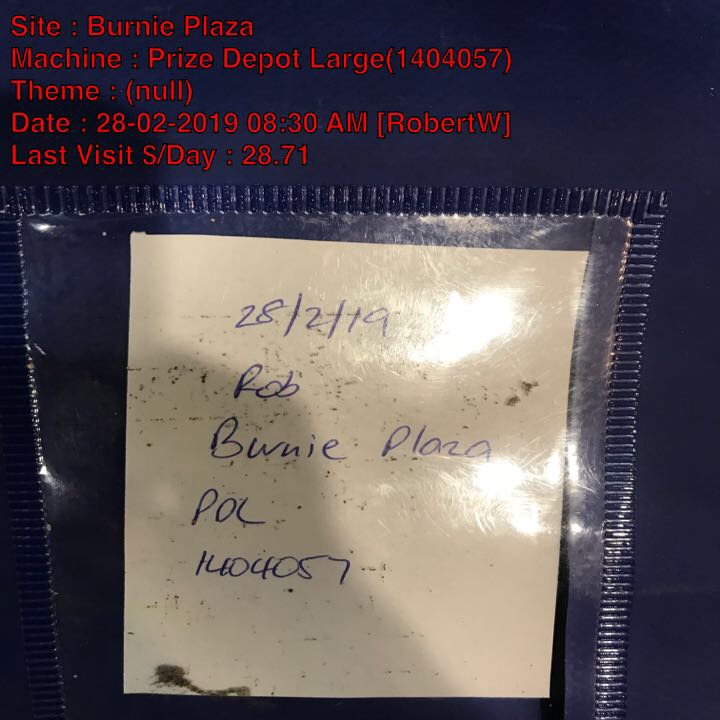 Site : Burnie Plaza
Machine : Prize Depot Large(1404057)
Theme : (null)
Date : 28-02-2019 08:30 AM [RobertW]
Last Visit S/Day : 28.71
28/2/19
Rob
Burnie Plaza
PDL
1404057